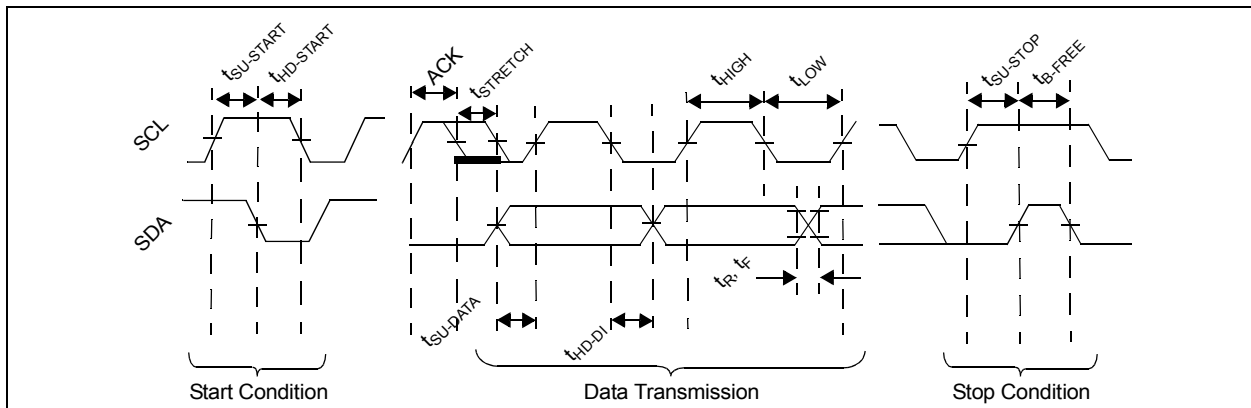 tSU-START
tHD-START
ACK
tSTRETCH
tHIGH
tLOW
tSU-STOP
tB-FREE
SCL
SDA
tR, tF
tSU-DATA
tHD-DI
Start Condition
Data Transmission
Stop Condition